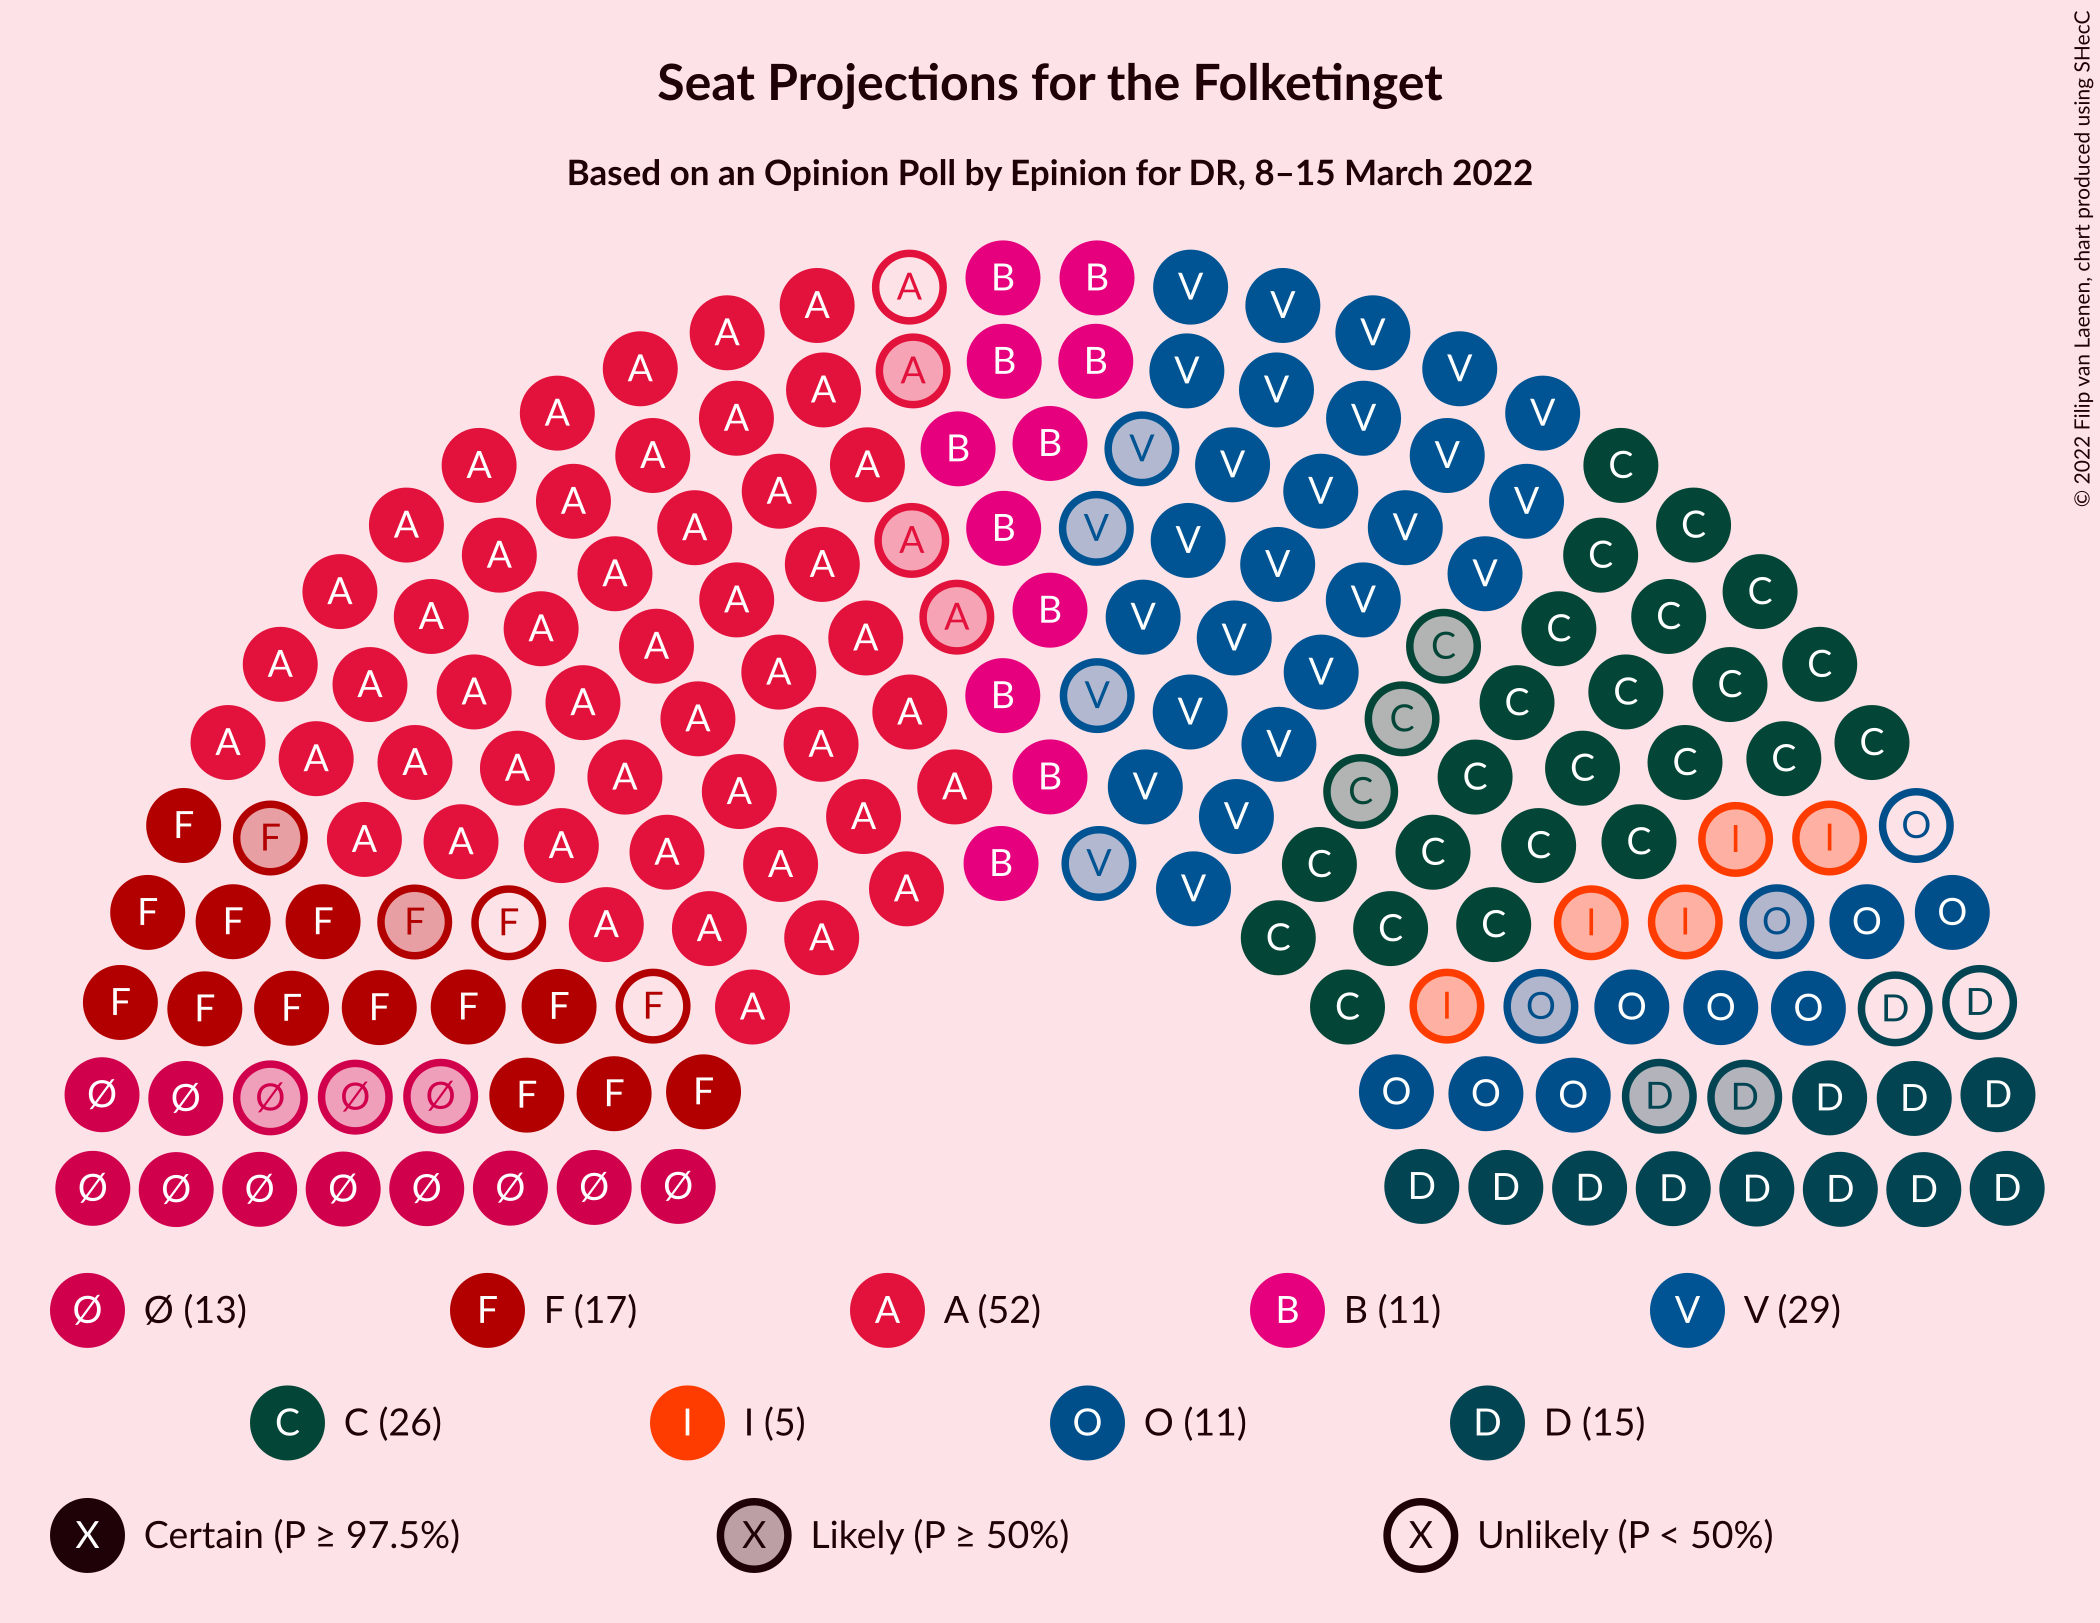 Seat Projections for the Folketinget
Based on an Opinion Poll by Epinion for DR, 8–15 March 2022
© 2022 Filip van Laenen, chart produced using SHecC
A A B B V V
A A B B V V
Ø Ø (13) F F (17) A A (52) B B (11) V V (29)
C C (26) I I (5) O O (11) D D (15)
X Certain (P ≥ 97.5%) X Likely (P ≥ 50%) X Unlikely (P < 50%)